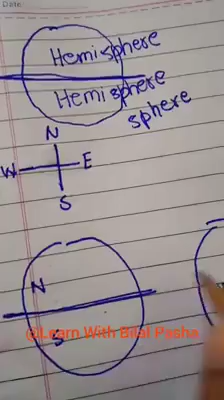 Date:
Hemisphere
Hemisphere
sphere
N
W E
S
N
S
@Learn With Bilal Pasha